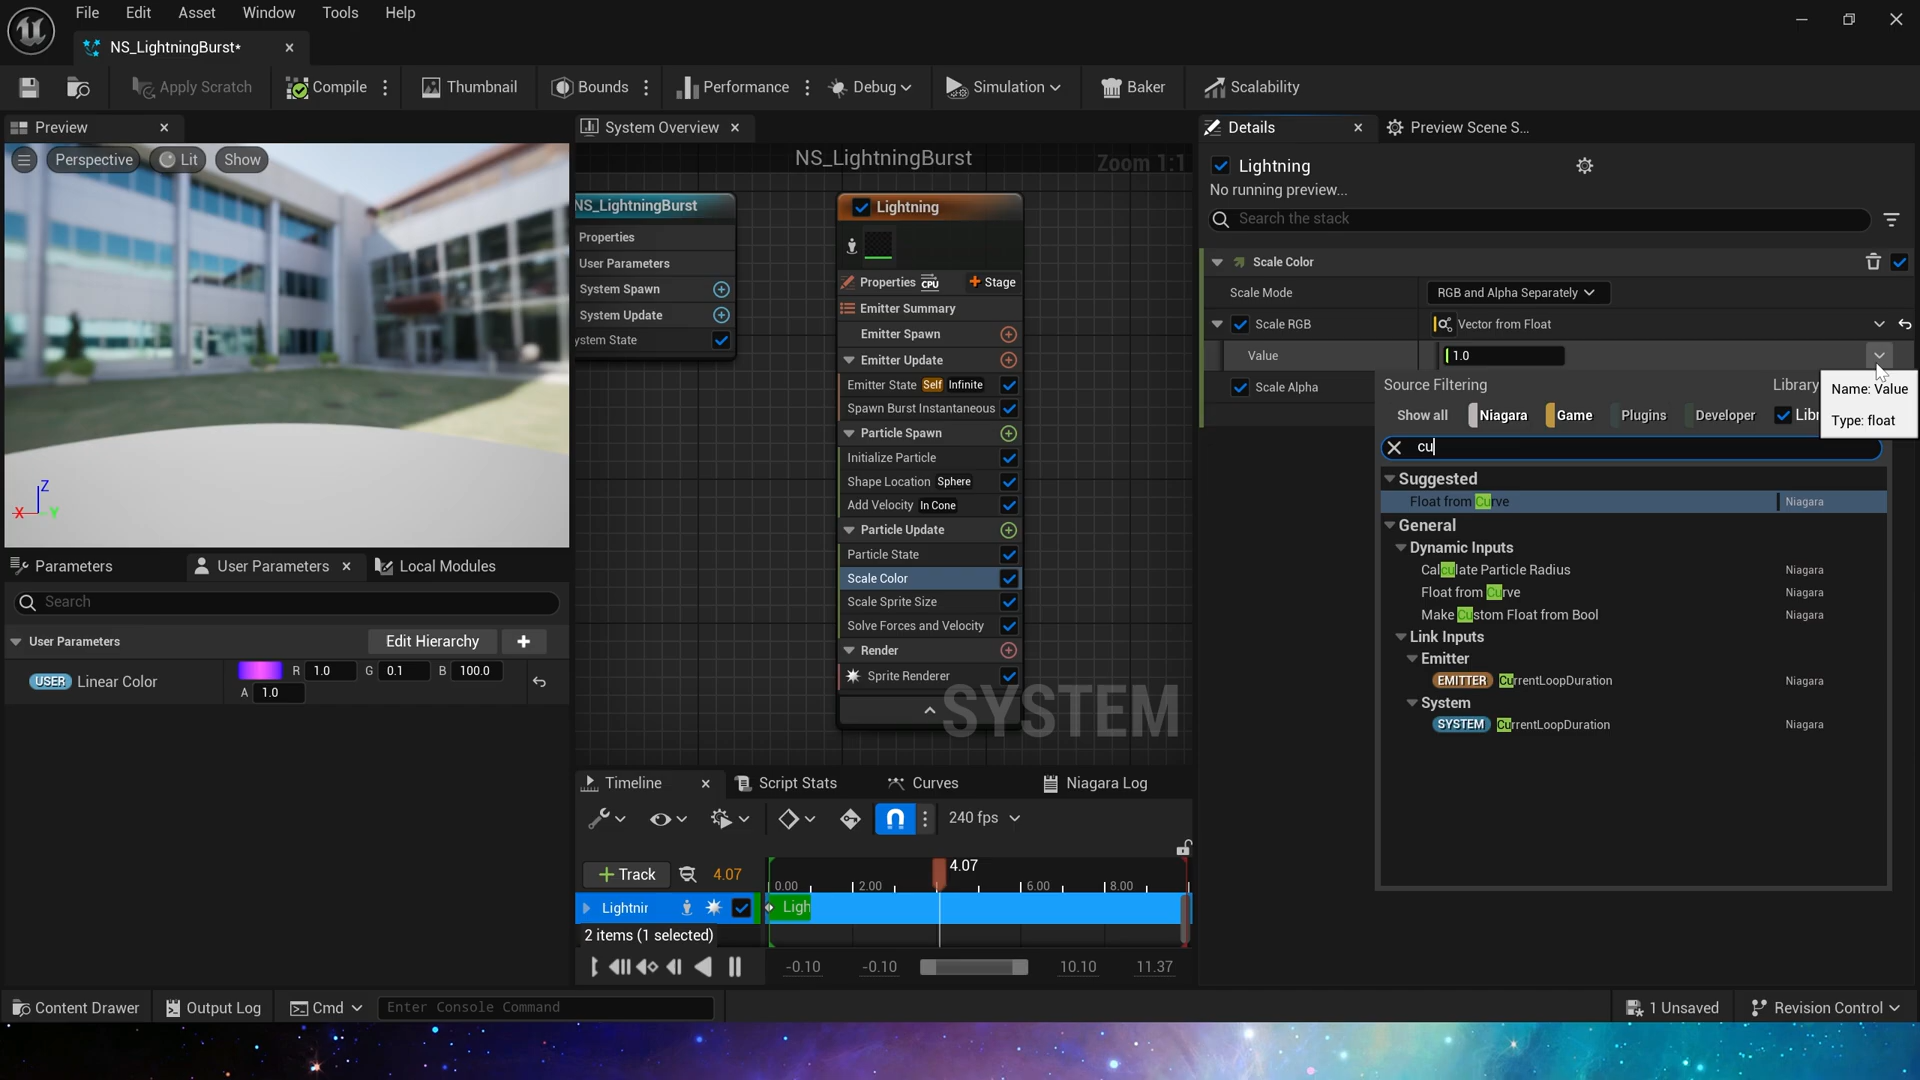 File Edit Asset Window Tools Help
NS_LightningBurst*
Apply Scratch Compile Thumbnail Bounds Performance Debug Simulation Baker Scalability
Preview
Perspective Lit Show
Z
X
Y
Parameters User Parameters Local Modules
Search
User Parameters Edit Hierarchy
USER Linear Color R 1.0 G 0.1 B 100.0
A 1.0
System Overview
NS_LightningBurst
Zoom 1:1
NS_LightningBurst
Properties
User Parameters
System Spawn
System Update
ystem State
Lightning
Properties CPU Stage
Emitter Summary
Emitter Spawn
Emitter Update
Emitter State Self Infinite
Spawn Burst Instantaneous
Particle Spawn
Initialize Particle
Shape Location Sphere
Add Velocity In Cone
Particle Update
Particle State
Scale Color
Scale Sprite Size
Solve Forces and Velocity
Render
Sprite Renderer
SYSTEM
Timeline Script Stats Curves Niagara Log
240 fps
Track 4.07
4.07
0.00 2.00 6.00 8.00
Lightnir
Ligh
2 items (1 selected)
-0.10 -0.10 10.10 11.37
Details Preview Scene S...
Lightning
No running preview...
Search the stack
Scale Color
Scale Mode RGB and Alpha Separately
Scale RGB Vector from Float
Value 1.0
Scale Alpha
Source Filtering Library
Name: Value
Type: float
Show all Niagara Game Plugins Developer Libr
cu
Suggested
Float from Curve Niagara
General
Dynamic Inputs
Calculate Particle Radius Niagara
Float from Curve Niagara
Make Custom Float from Bool Niagara
Link Inputs
Emitter
EMITTER CurrentLoopDuration Niagara
System
SYSTEM CurrentLoopDuration Niagara
Content Drawer Output Log Cmd Enter Console Command 1 Unsaved Revision Control